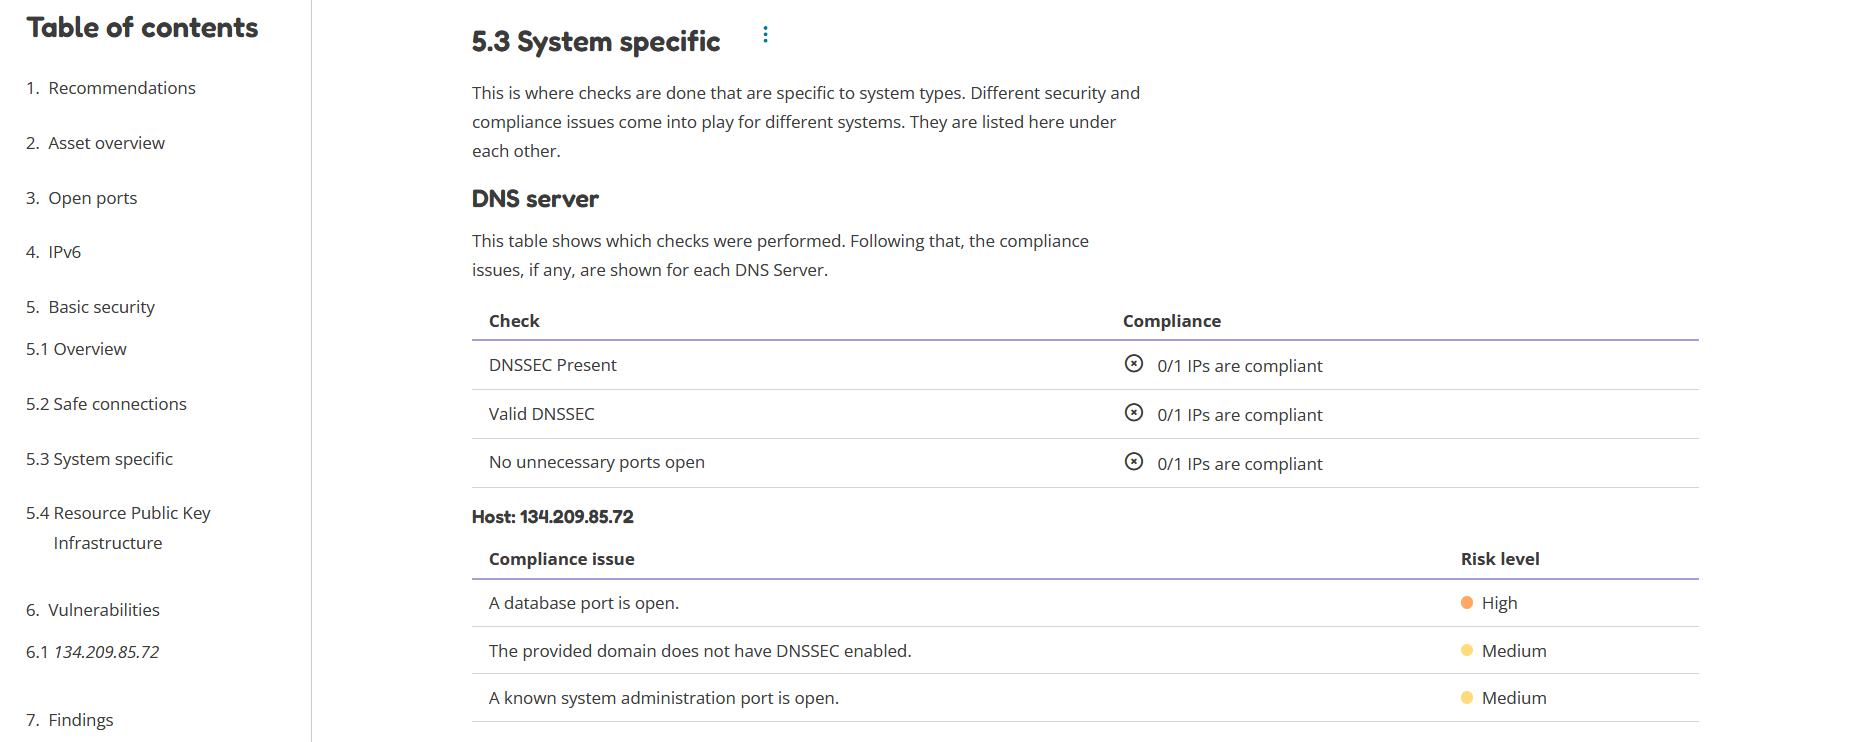 Table of contents
1. Recommendations
2. Asset overview
3. Open ports
4. IPv6
5. Basic security
5.1 Overview
5.2 Safe connections
5.3 System specific
5.4 Resource Public Key
Infrastructure
6. Vulnerabilities
6.1 134.209.85.72
7. Findings
5.3 System specific
This is where checks are done that are specific to system types. Different security and
compliance issues come into play for different systems. They are listed here under
each other.
DNS server
This table shows which checks were performed. Following that, the compliance
issues, if any, are shown for each DNS Server.
Check Compliance
DNSSEC Present 0/1 IPs are compliant
Valid DNSSEC 0/1 IPs are compliant
No unnecessary ports open 0/1 IPs are compliant
Host: 134.209.85.72
Compliance issue Risk level
A database port is open. High
The provided domain does not have DNSSEC enabled. Medium
A known system administration port is open. Medium